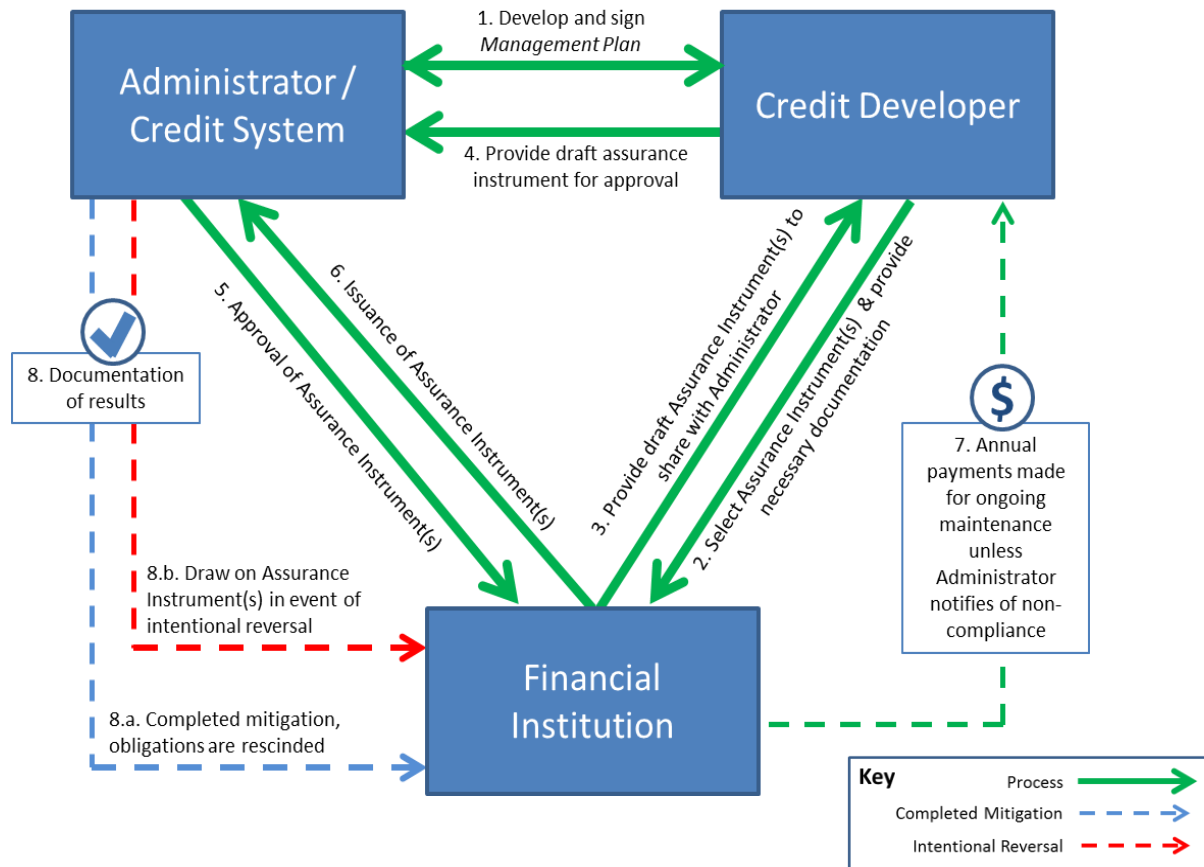 1. Develop and sign
Management Plan
Administrator /
Credit System
Credit Developer
4. Provide draft assurance
instrument for approval
5. Approval of Assurance Instrument(s)
6. Issuance of Assurance Instrument(s)
3. Provide draft Assurance Instrument(s) to
share with Administrator
2. Select Assurance Instrument(s) & provide
necessary documentation
8. Documentation
of results
$
7. Annual
payments made
for ongoing
maintenance
unless
Administrator
notifies of non-
compliance
8.b. Draw on Assurance
Instrument(s) in event of
intentional reversal
8.a. Completed mitigation,
obligations are rescinded
Financial
Institution
Key
Process
Completed Mitigation
Intentional Reversal